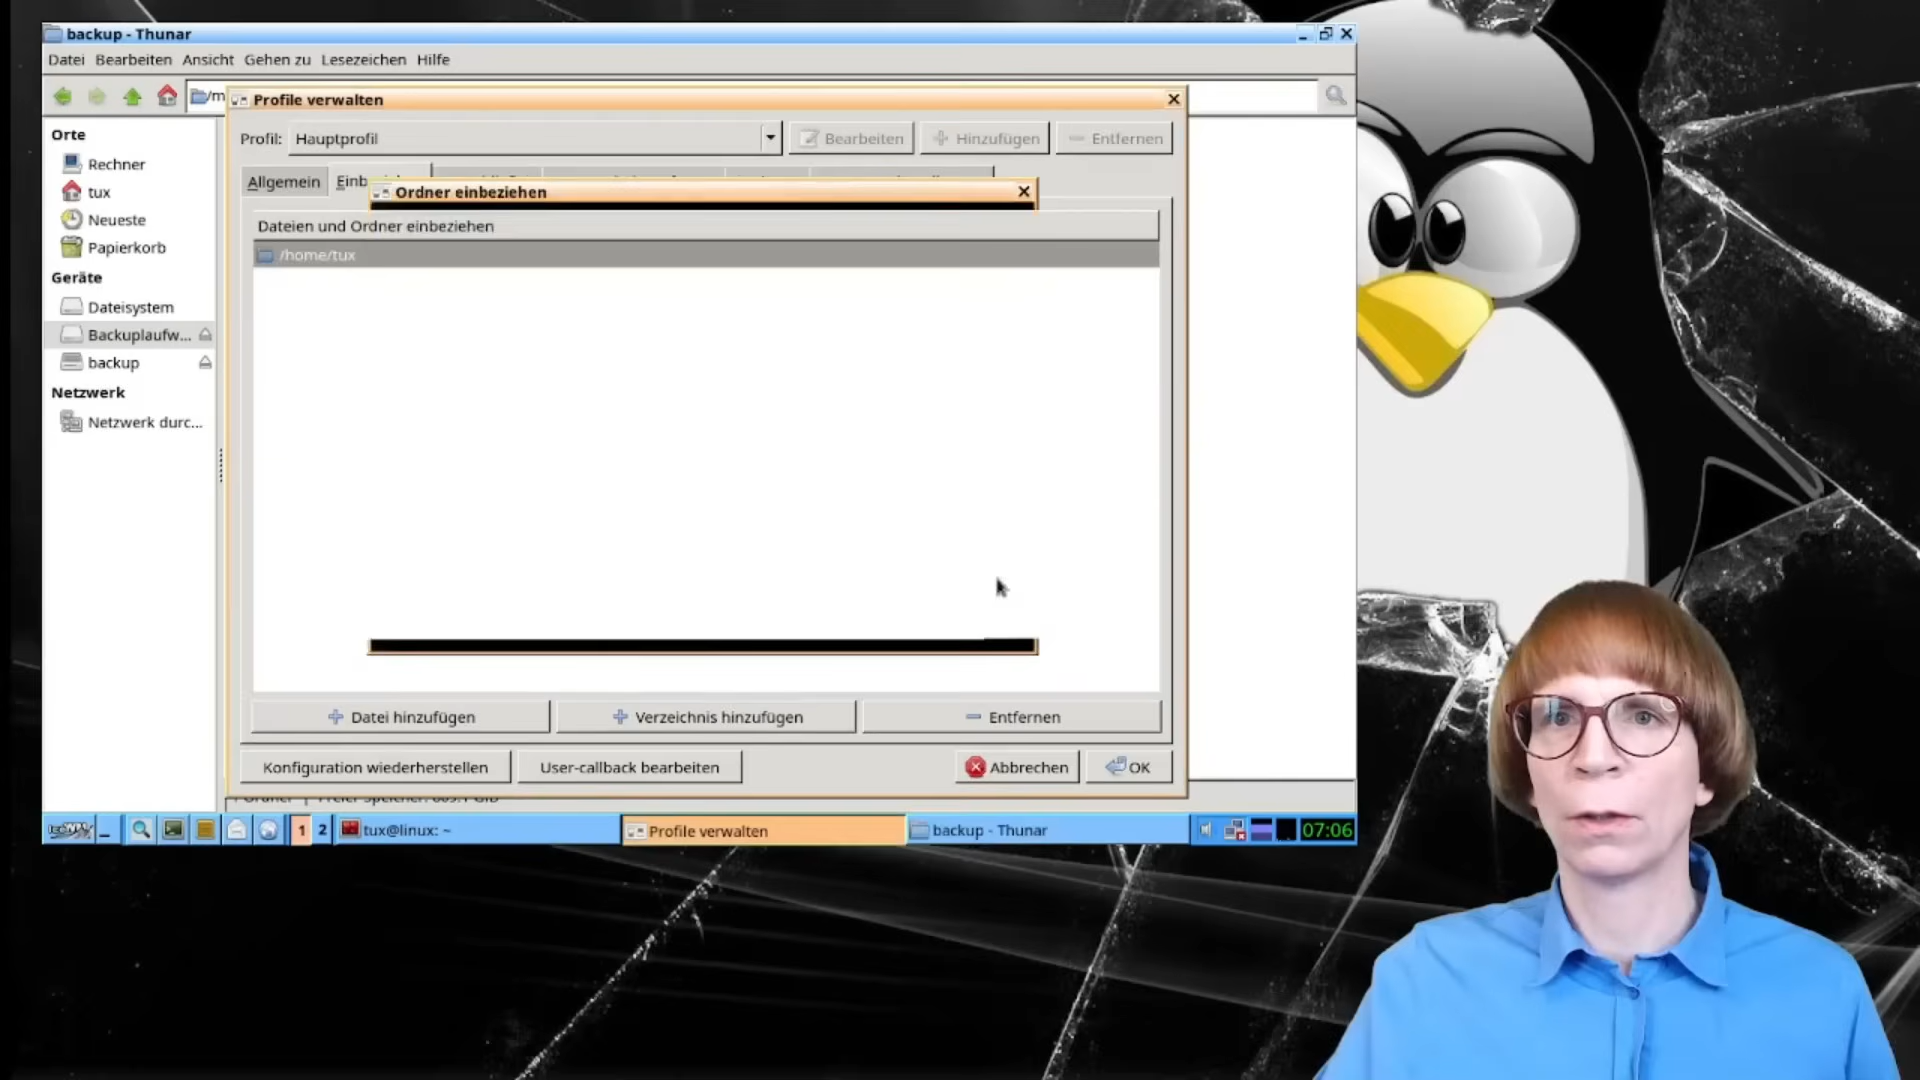 backup - Thunar
Datei Bearbeiten Ansicht Gehen zu Lesezeichen Hilfe
/m
Profile verwalten
Profil: Hauptprofil
Bearbeiten
Hinzufügen
Entfernen
Allgemein
Ordner einbeziehen
Dateien und Ordner einbeziehen
/home/tux
Orte
Rechner
tux
Neueste
Papierkorb
Geräte
Dateisystem
Backuplaufw...
backup
Netzwerk
Netzwerk durc...
Datei hinzufügen
Verzeichnis hinzufügen
Entfernen
Konfiguration wiederherstellen
User-callback bearbeiten
Abbrechen
OK
1 2
tux@linux: ~
Profile verwalten
backup - Thunar
07:06